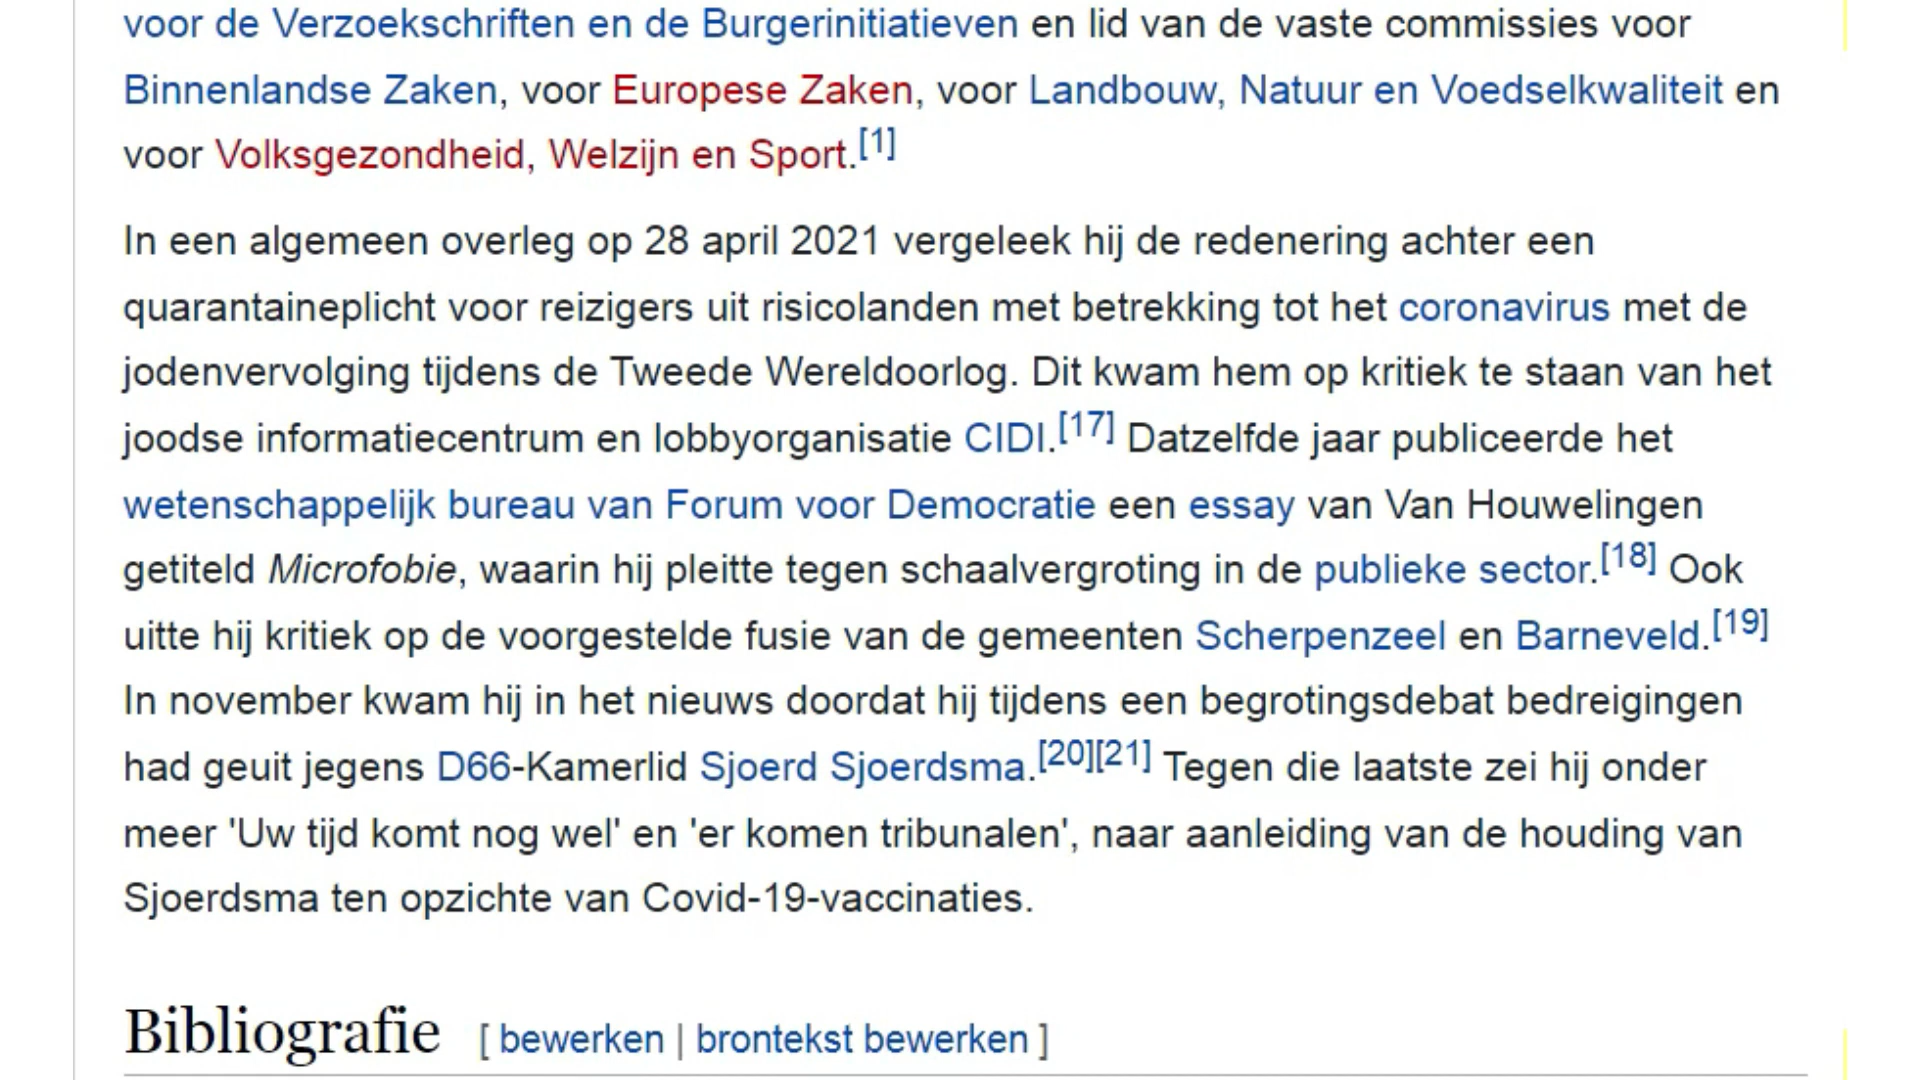 voor de Verzoekschriften en de Burgerinitiatieven en lid van de vaste commissies voor
Binnenlandse Zaken, voor Europese Zaken, voor Landbouw, Natuur en Voedselkwaliteit en
voor Volksgezondheid, Welzijn en Sport.[1]
In een algemeen overleg op 28 april 2021 vergeleek hij de redenering achter een
quarantaineplicht voor reizigers uit risicolanden met betrekking tot het coronavirus met de
jodenvervolging tijdens de Tweede Wereldoorlog. Dit kwam hem op kritiek te staan van het
joodse informatiecentrum en lobbyorganisatie CIDI.[17] Datzelfde jaar publiceerde het
wetenschappelijk bureau van Forum voor Democratie een essay van Van Houwelingen
getiteld Microfobie, waarin hij pleitte tegen schaalvergroting in de publieke sector.[18] Ook
uitte hij kritiek op de voorgestelde fusie van de gemeenten Scherpenzeel en Barneveld.[19]
In november kwam hij in het nieuws doordat hij tijdens een begrotingsdebat bedreigingen
had geuit jegens D66-Kamerlid Sjoerd Sjoerdsma.[20][21] Tegen die laatste zei hij onder
meer 'Uw tijd komt nog wel' en 'er komen tribunalen', naar aanleiding van de houding van
Sjoerdsma ten opzichte van Covid-19-vaccinaties.
Bibliografie [ bewerken | brontekst bewerken ]